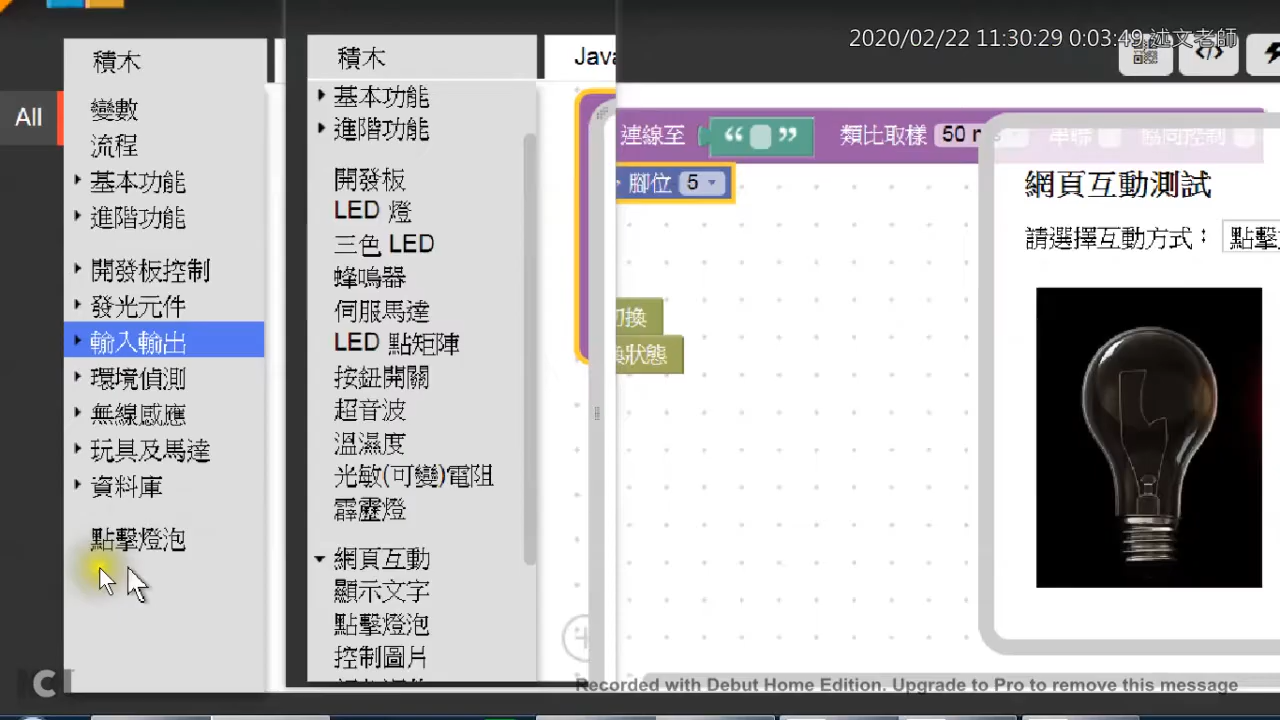 2020/02/22 11:30:29 0:03:49 述文老師
All
積木
變數
流程
基本功能
進階功能
開發板控制
發光元件
輸入輸出
環境偵測
無線感應
玩具及馬達
資料庫
點擊燈泡
積木
基本功能
進階功能
開發板
LED 燈
三色 LED
蜂鳴器
伺服馬達
LED 點矩陣
按鈕開關
超音波
溫濕度
光敏(可變)電阻
霹靂燈
網頁互動
顯示文字
點擊燈泡
控制圖片
Java
連線至 “ ” 類比取樣 50 串聯 協同控制
腳位 5
切換
換狀態
網頁互動測試
請選擇互動方式： 點擊
Recorded with Debut Home Edition. Upgrade to Pro to remove this message